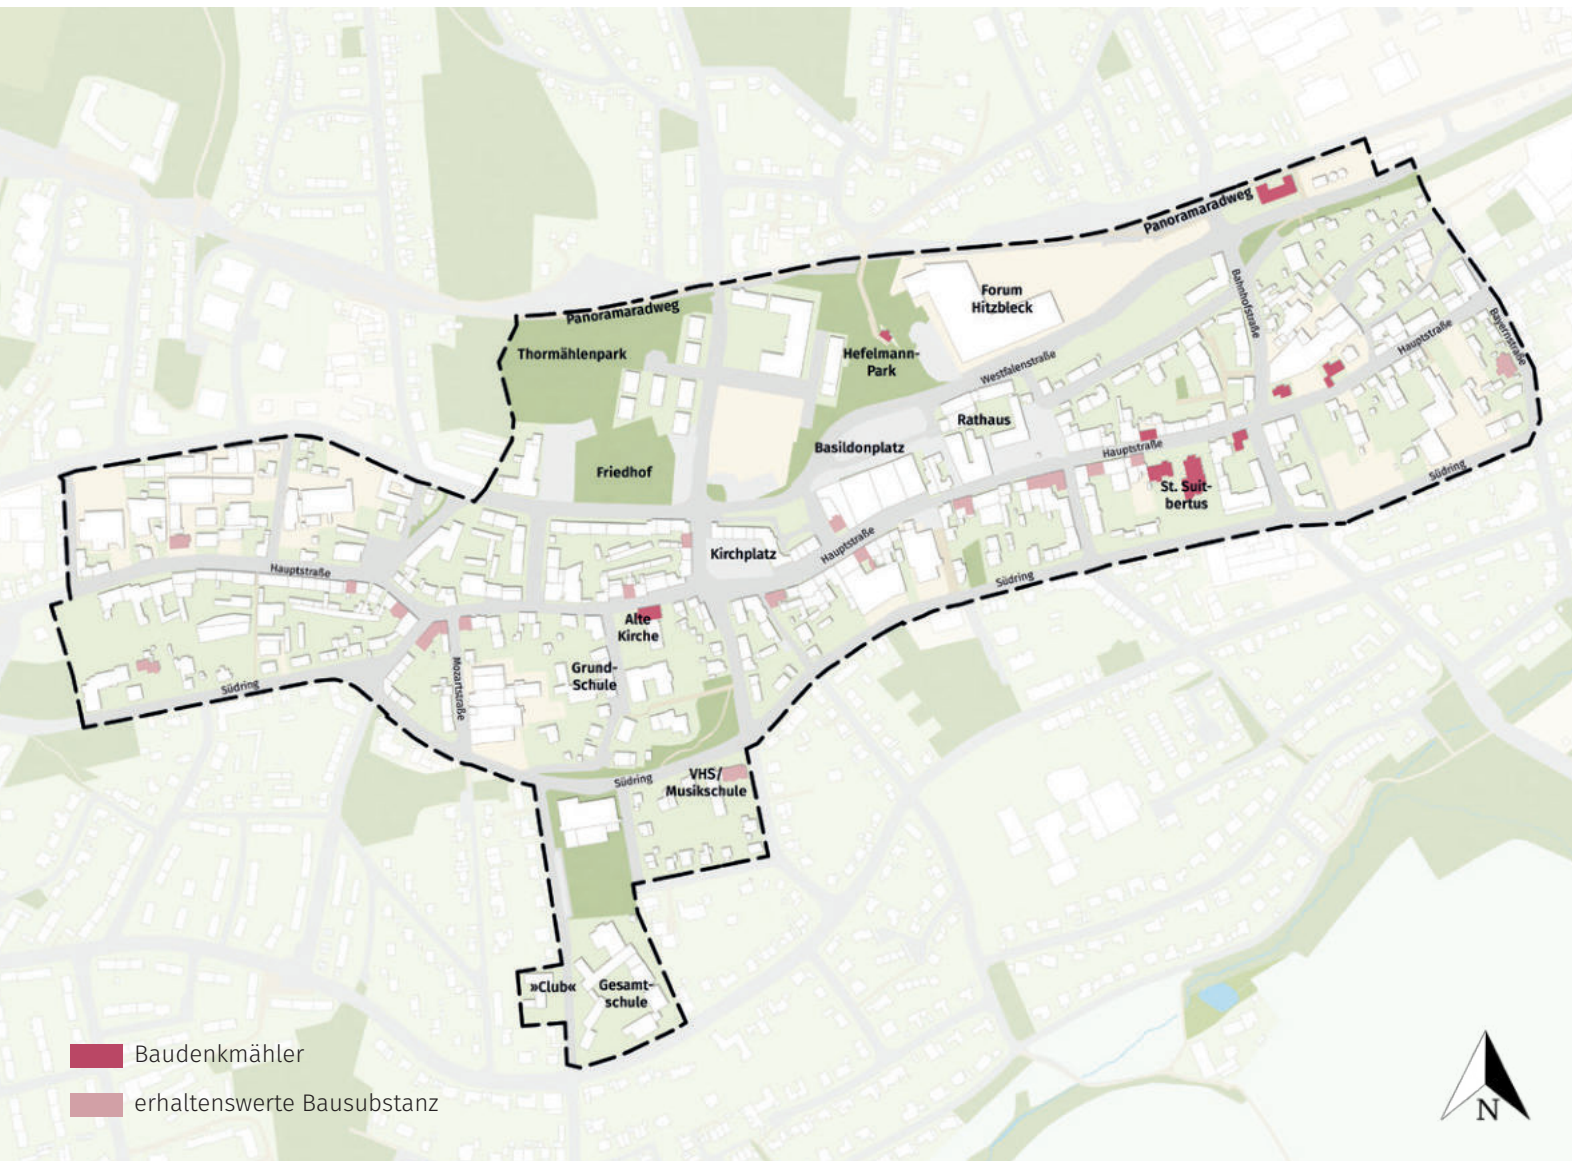 Panoramaradweg
Panoramaradweg
Forum
Hitzbleck
Bahnhofstraße
Thormählenpark
Hefelmann-
Park
Westfalenstraße
Hauptstraße
Bayernstraße
Rathaus
Basildonplatz
Hauptstraße
Friedhof
St. Suit-
bertus
Südring
Kirchplatz
Hauptstraße
Hauptstraße
Südring
Alte
Kirche
Grund-
Schule
Mozartstraße
Südring
Südring
VHS/
Musikschule
»Club«
Gesamt-
schule
Baudenkmähler
erhaltenswerte Bausubstanz
N